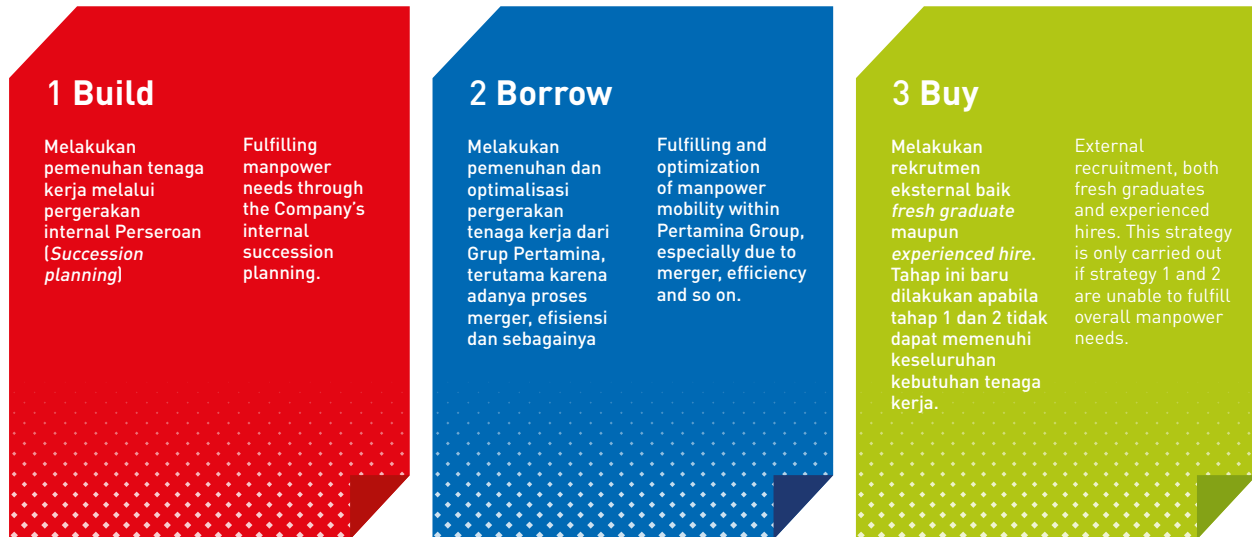 1 Build
Melakukan
pemenuhan tenaga
kerja melalui
pergerakan
internal Perseroan
(Succession
planning)
Fulfilling
manpower
needs through
the Company's
internal
succession
planning.
2 Borrow
Melakukan
pemenuhan dan
optimalisasi
pergerakan
tenaga kerja dari
Grup Pertamina,
terutama karena
adanya proses
merger, efisiensi
dan sebagainya
Fulfilling and
optimization
of manpower
mobility within
Pertamina Group,
especially due to
merger, efficiency
and so on.
3 Buy
Melakukan
rekrutmen
eksternal baik
fresh graduate
maupun
experienced hire.
Tahap ini baru
dilakukan apabila
tahap 1 dan 2 tidak
dapat memenuhi
keseluruhan
kebutuhan tenaga
kerja.
External
recruitment, both
fresh graduates
and experienced
hires. This strategy
is only carried out
if strategy 1 and 2
are unable to fulfill
overall manpower
needs.